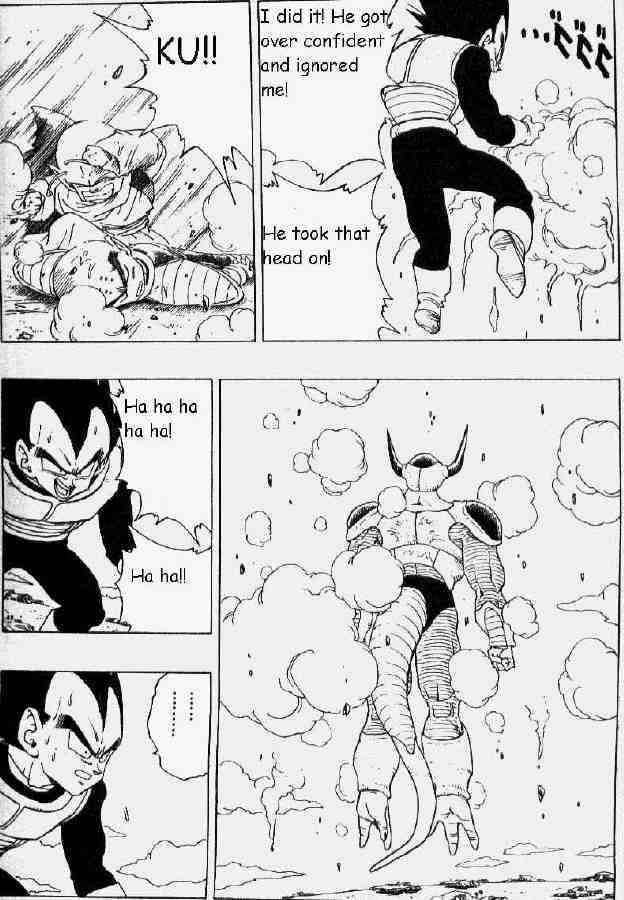 KU!!
I did it! He got
over confident
and ignored
me!
He took that
head on!
Ha ha ha
ha ha!
Ha ha!!
........